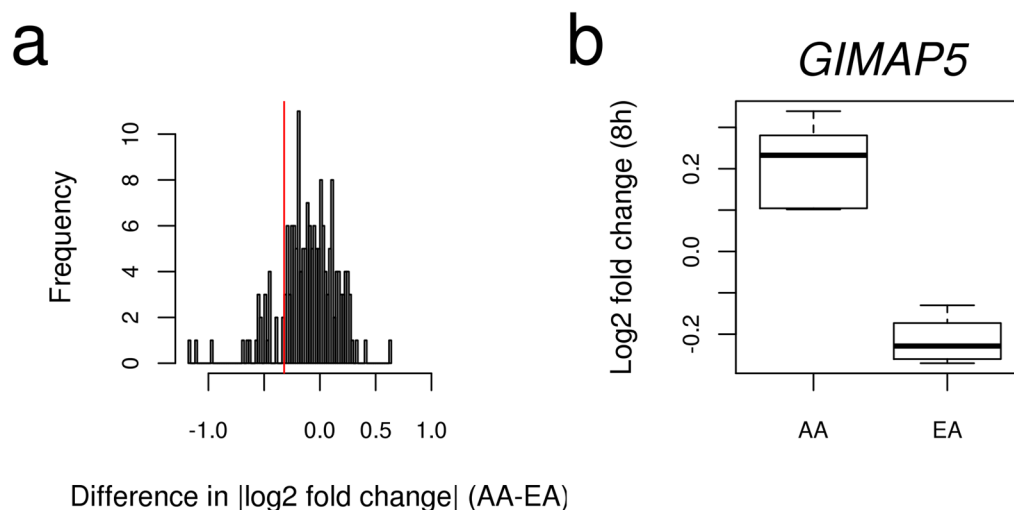 a
Frequency
10
8
6
4
2
0
-1.0 0.0 0.5 1.0
Difference in |log2 fold change| (AA-EA)
b
GIMAP5
Log2 fold change (8h)
0.2
0.0
-0.2
AA EA